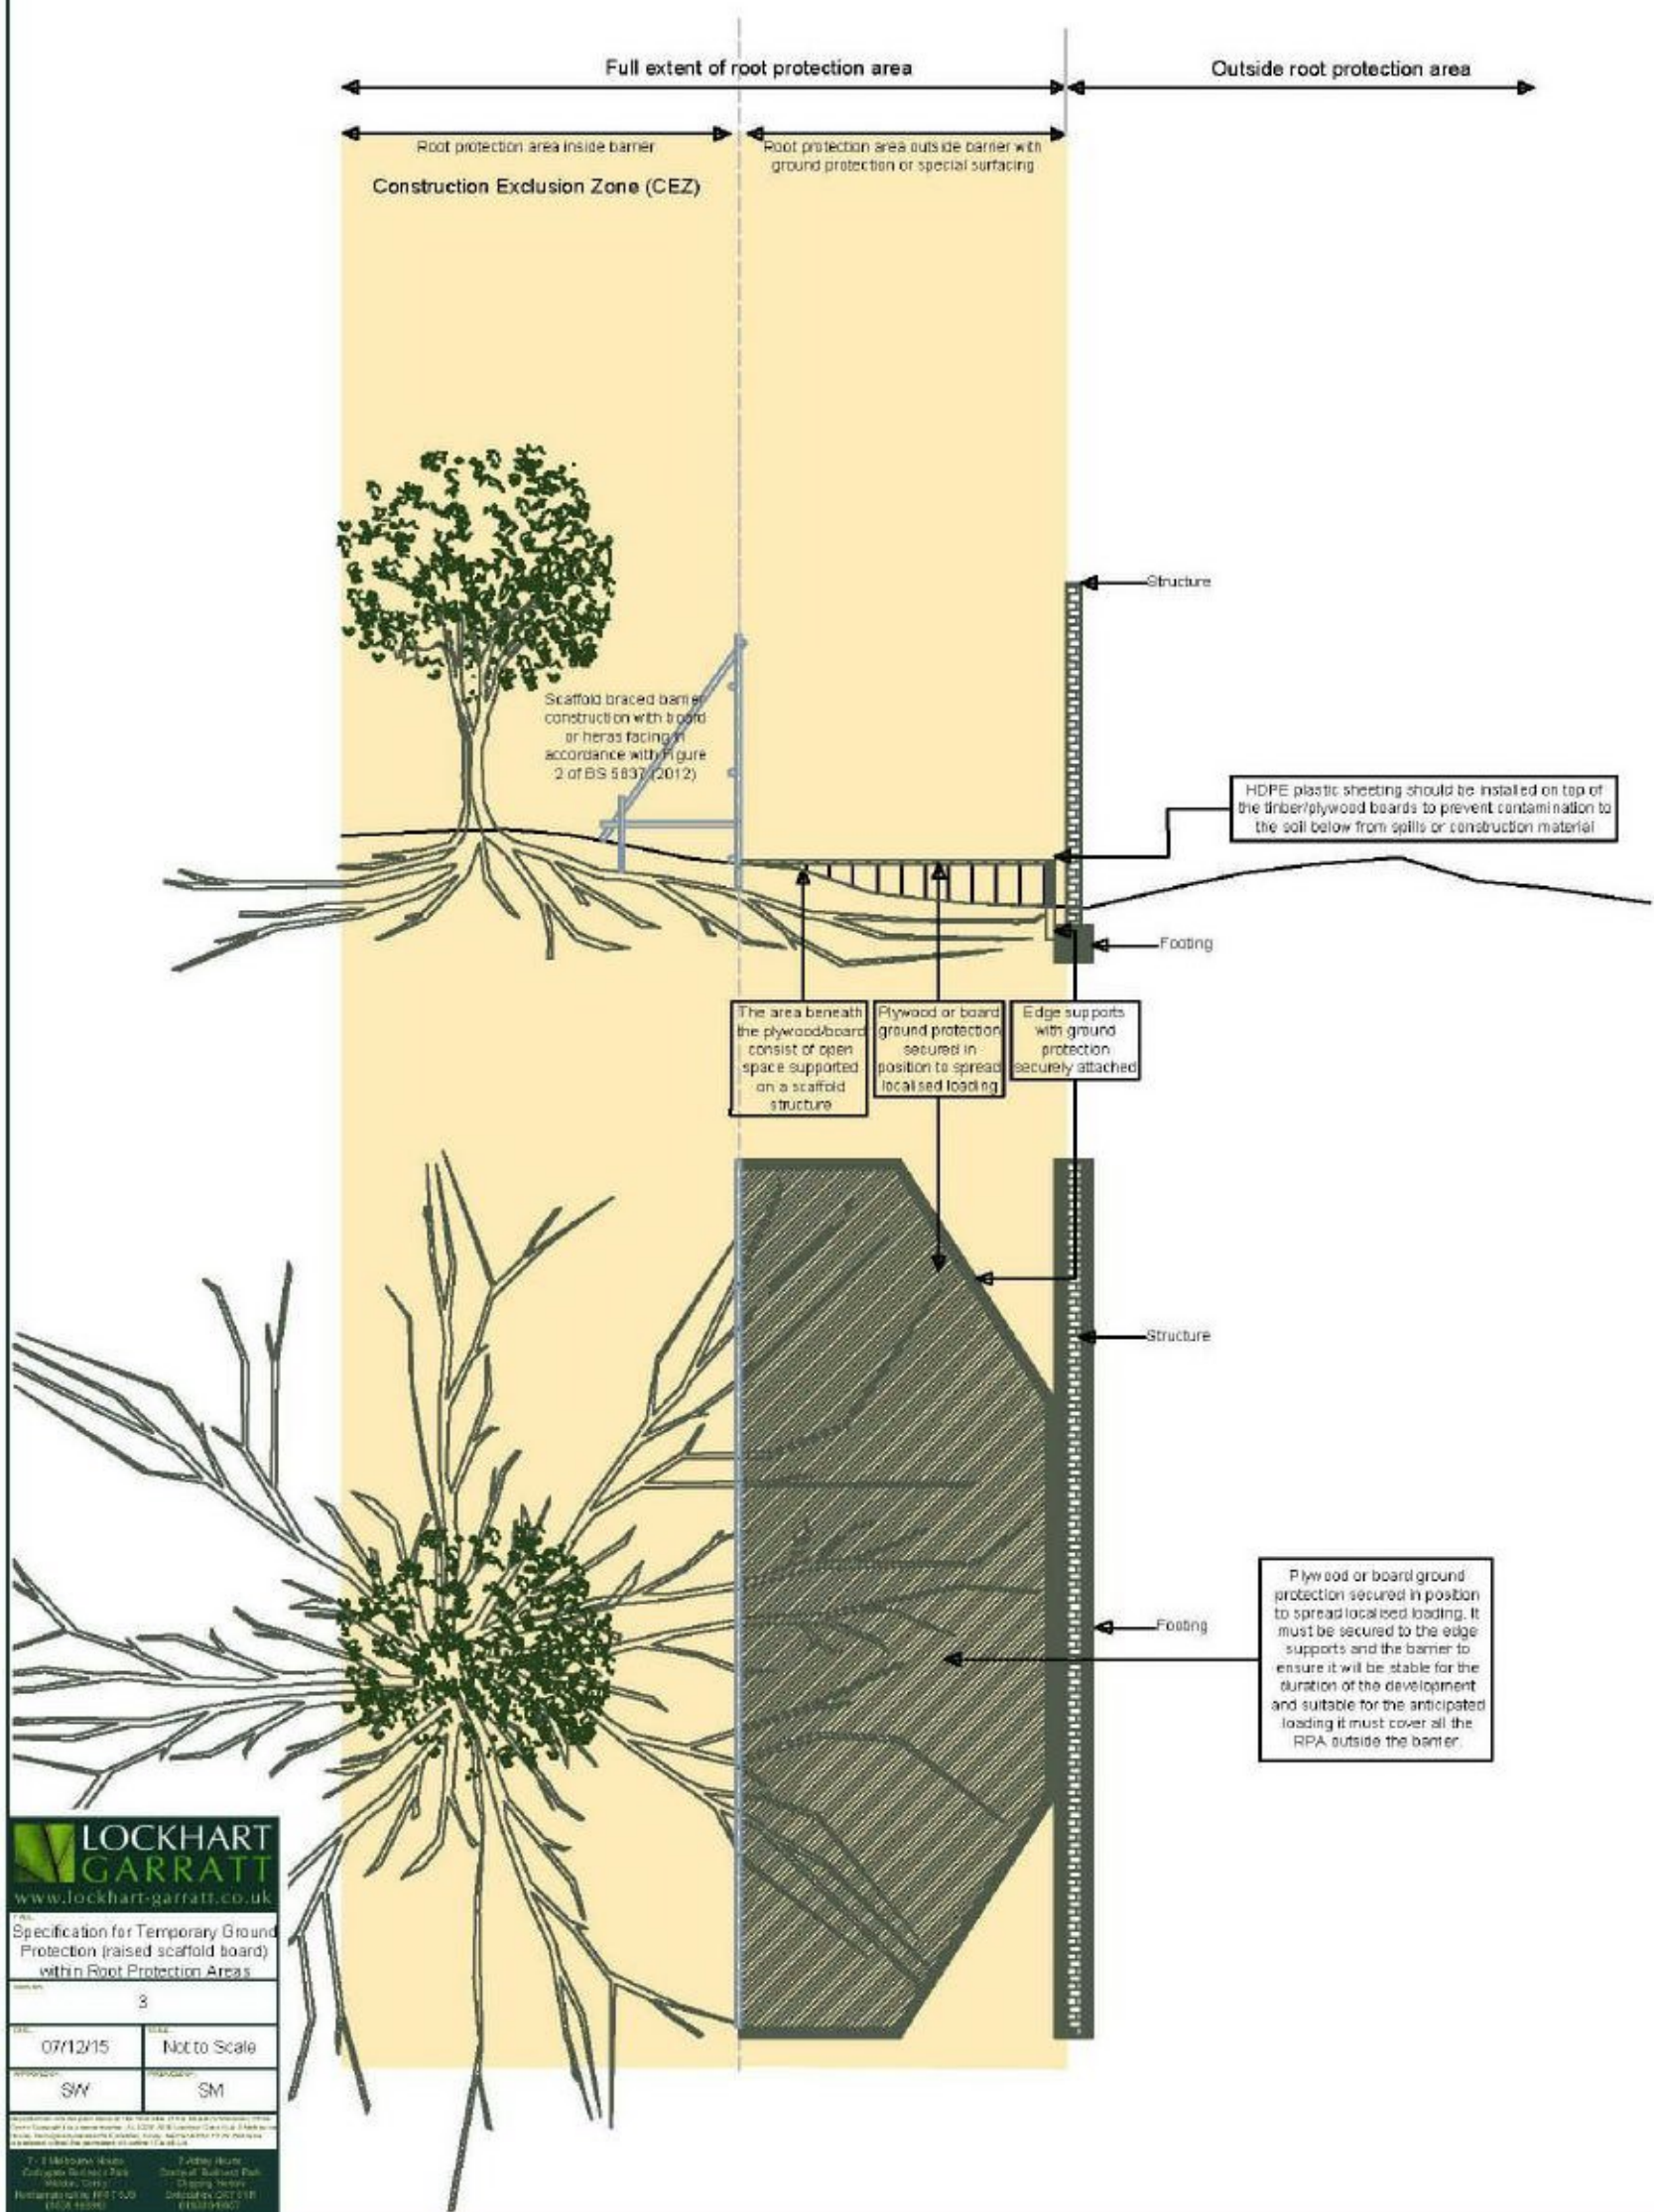 Full extent of root protection area
Outside root protection area
Root protection area inside barrier
Construction Exclusion Zone (CEZ)
Root protection area outside barrier with
ground protection or special surfacing
Structure
Scaffold braced barrier
construction with board
or heras facing in
accordance with Figure
2 of BS 5837 (2012)
HDPE plastic sheeting should be installed on top of
the timber/plywood boards to prevent contamination to
the soil below from spills or construction material
Footing
The area beneath
the plywood/board
consist of open
space supported
on a scaffold
structure
Plywood or board
ground protection
secured in
position to spread
localised loading
Edge supports
with ground
protection
securely attached
Structure
Footing
Plywood or board ground
protection secured in position
to spread localised loading. It
must be secured to the edge
supports and the barrier to
ensure it will be stable for the
duration of the development
and suitable for the anticipated
loading it must cover all the
RPA outside the barrier.
LOCKHART
GARRATT
www.lockhart-garratt.co.uk
Specification for Temporary Ground
Protection (raised scaffold board)
within Root Protection Areas
3
07/12/15
Not to Scale
SW
SM